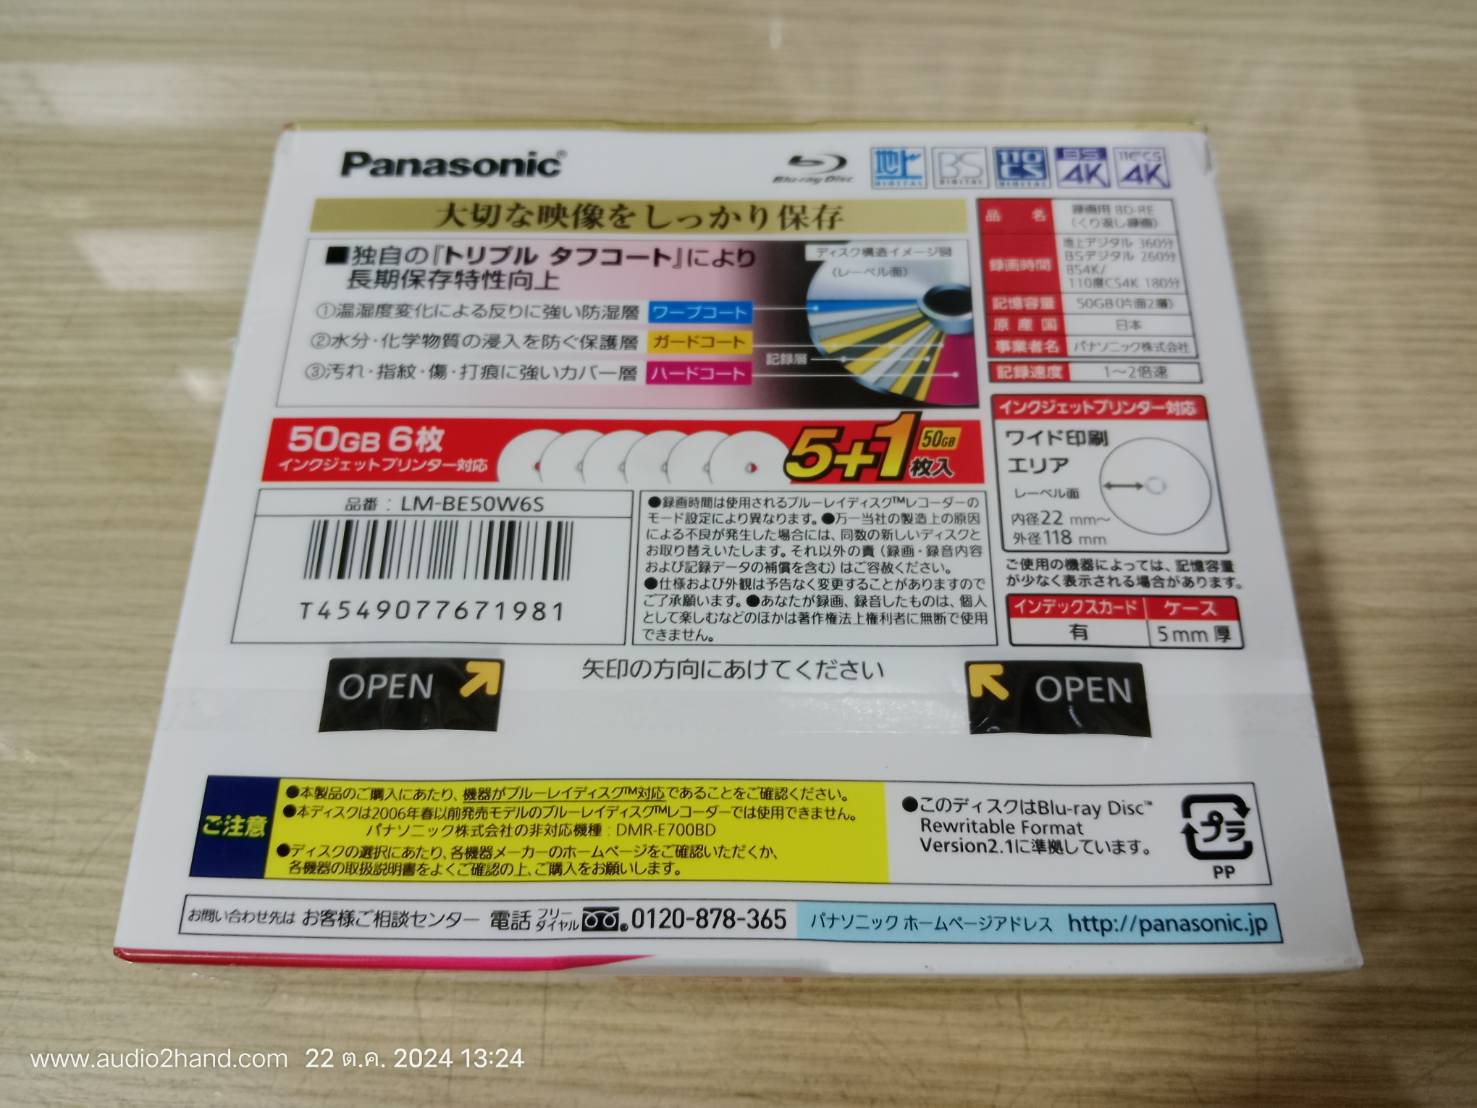 Panasonic®
Blu-ray Disc
地上 DIGITAL
BS DIGITAL
110 CS DIGITAL
BS 4K
110CS 4K
大切な映像をしっかり保存
■独自の『トリプル タフコート』により
長期保存特性向上
①温湿度変化による反りに強い防湿層 ワープコート
②水分・化学物質の浸入を防ぐ保護層 ガードコート
③汚れ・指紋・傷・打痕に強いカバー層 ハードコート
ディスク構造イメージ図
(レーベル面)
記録層
品名 録画用 BD-RE
(くり返し録画)
録画時間 地上デジタル 360分
BSデジタル 260分
BS4K/
110度CS4K 180分
記憶容量 50GB(片面2層)
原産国 日本
事業者名 パナソニック株式会社
記録速度 1～2倍速
50GB 6枚
インクジェットプリンター対応
5+1 50GB 枚入
インクジェットプリンター対応
ワイド印刷
エリア
レーベル面
内径22 mm～
外径118 mm
品番 : LM-BE50W6S
T4549077671981
●録画時間は使用されるブルーレイディスク™レコーダーの
モード設定により異なります。●万一当社の製造上の原因
による不良が発生した場合には、同数の新しいディスクと
お取り替えいたします。それ以外の責(録画・録音内容
および記録データの補償を含む)はご容赦ください。
●仕様および外観は予告なく変更することがありますので
ご了承願います。●あなたが録画、録音したものは、個人
として楽しむなどのほかは著作権法上権利者に無断で使用
できません。
ご使用の機器によっては、記憶容量
が少なく表示される場合があります。
インデックスカード ケース
有 5mm厚
OPEN
矢印の方向にあけてください
OPEN
ご注意
●本製品のご購入にあたり、機器がブルーレイディスク™対応であることをご確認ください。
●本ディスクは2006年春以前発売モデルのブルーレイディスク™レコーダーでは使用できません。
パナソニック株式会社の非対応機種 : DMR-E700BD
●ディスクの選択にあたり、各機器メーカーのホームページをご確認いただくか、
各機器の取扱説明書をよくご確認の上、ご購入をお願いします。
●このディスクはBlu-ray Disc™
Rewritable Format
Version2.1に準拠しています。
プラ
PP
お問い合わせ先は お客様ご相談センター 電話 フリーダイヤル 0120-878-365
パナソニック ホームページアドレス http://panasonic.jp
www.audio2hand.com 22 ต.ค. 2024 13:24